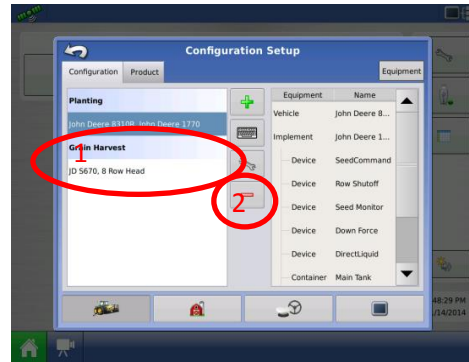 Configuration Setup
Configuration Product Equipment
Planting
John Deere 8310R, John Deere 1770
Grain Harvest
JD S670, 8 Row Head
1
2
Equipment Name
Vehicle John Deere 8...
Implement John Deere 1...
Device SeedCommand
Device Row Shutoff
Device Seed Monitor
Device Down Force
Device DirectLiquid
Container Main Tank
48:29 PM
/14/2014